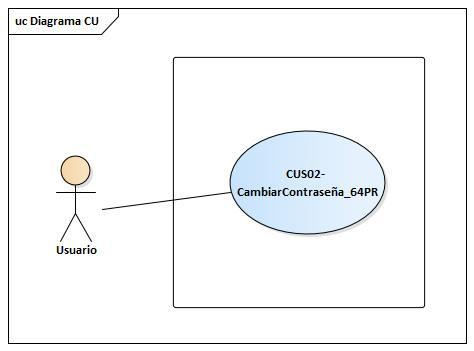 uc Diagrama CU
CUS02-
CambiarContraseña_64PR
Usuario